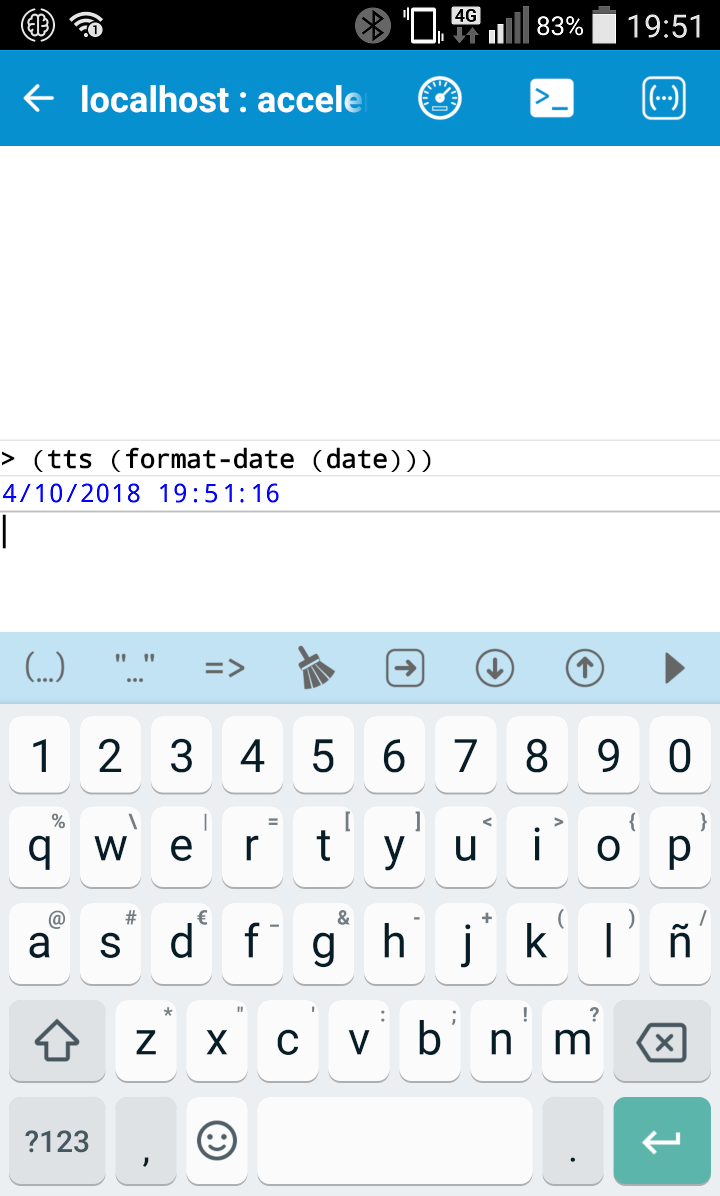 4G 83% 19:51
localhost : accele
> (tts (format-date (date)))
4/10/2018 19:51:16
(...) "..." =>
1 2 3 4 5 6 7 8 9 0
% \ | = [ ] < > { }
q w e r t y u i o p
@ # € _ & - + ( ) /
a s d f g h j k l ñ
* " ' : ; ! ?
z x c v b n m
?123 , .